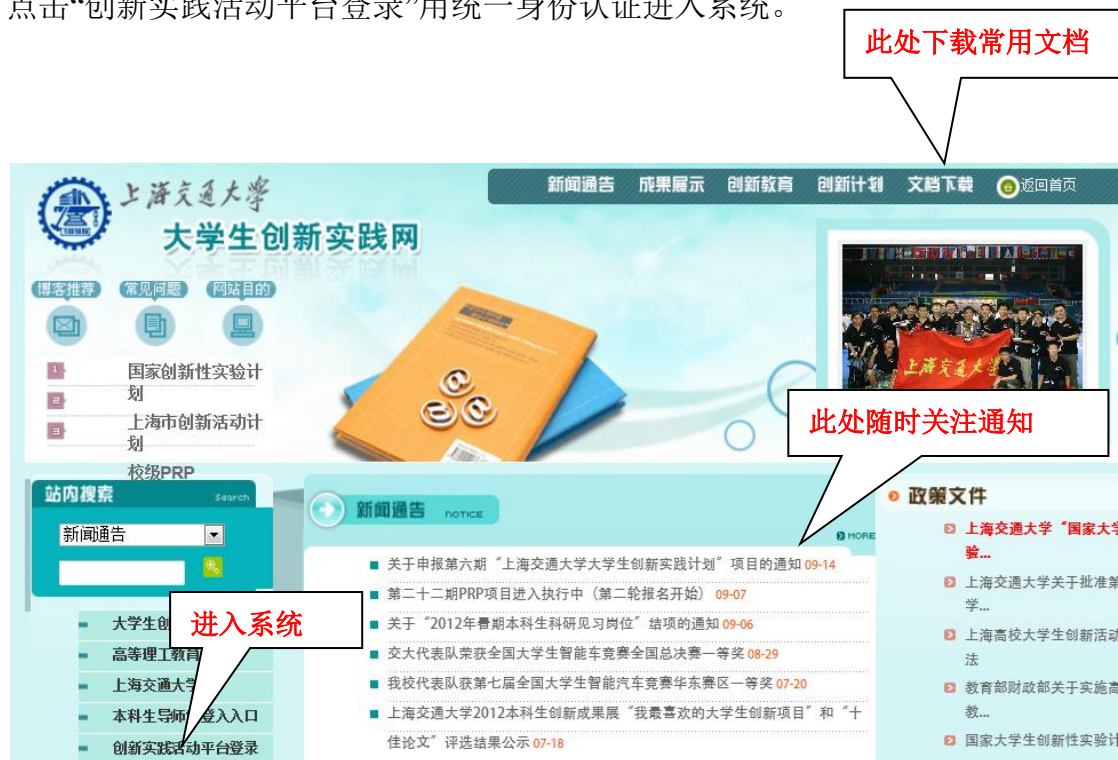 点击“创新实践活动平台登录”用统一身份认证进入系统。
此处下载常用文档
新闻通告 成果展示 创新教育 创新计划 文档下载 返回首页
上海交通大学
大学生创新实践网
博客推荐 常见问题 网站目的
上海交通大学
1 国家创新性实验计
划
2
3 上海市创新活动计
划
校级PRP
此处随时关注通知
站内搜索 Search
新闻通告
新闻通告 NOTICE
MORE
关于申报第六期“上海交通大学大学生创新实践计划”项目的通知 09-14
第二十二期PRP项目进入执行中（第二轮报名开始） 09-07
关于“2012年暑期本科生科研见习岗位”结项的通知 09-06
交大代表队荣获全国大学生智能车竞赛全国总决赛一等奖 08-29
我校代表队获第七届全国大学生智能汽车竞赛华东赛区一等奖 07-20
上海交通大学2012本科生创新成果展“我最喜欢的大学生创新项目”和“十
佳论文”评选结果公示 07-18
政策文件
上海交通大学“国家大学
验...
上海交通大学关于批准第
学...
上海高校大学生创新活动
法
教育部财政部关于实施高
教...
国家大学生创新性实验计
进入系统
大学生创
高等理工教育
上海交通大学
本科生导师 登入入口
创新实践活动平台登录